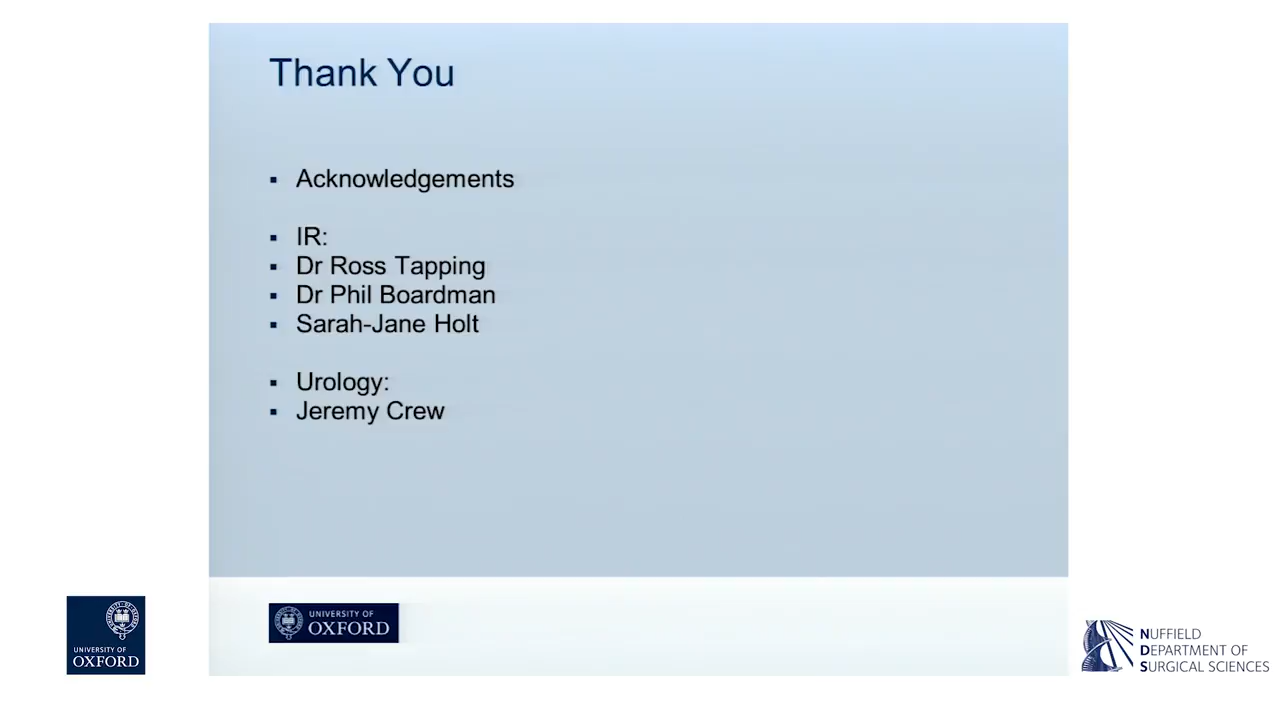 Thank You
▪ Acknowledgements
▪ IR:
▪ Dr Ross Tapping
▪ Dr Phil Boardman
▪ Sarah-Jane Holt
▪ Urology:
▪ Jeremy Crew
UNIVERSITY OF
OXFORD
UNIVERSITY OF
OXFORD
NUFFIELD
DEPARTMENT OF
SURGICAL SCIENCES